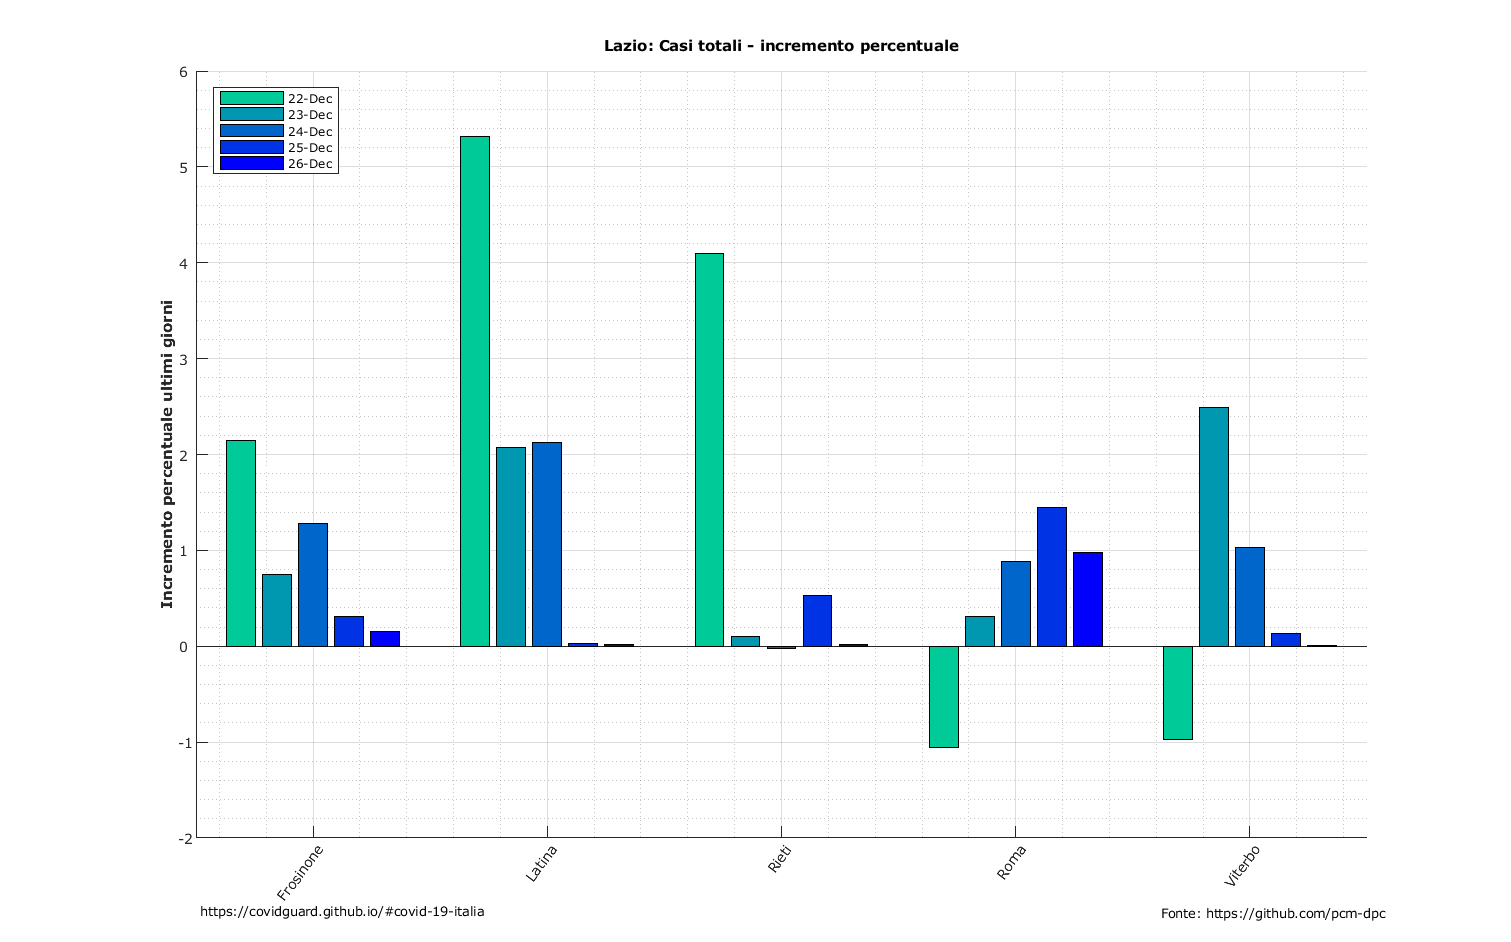 Lazio: Casi totali - incremento percentuale
Incremento percentuale ultimi giorni
6
5
4
3
2
1
0
-1
-2
22-Dec
23-Dec
24-Dec
25-Dec
26-Dec
Frosinone
Latina
Rieti
Roma
Viterbo
https://covidguard.github.io/#covid-19-italia
Fonte: https://github.com/pcm-dpc